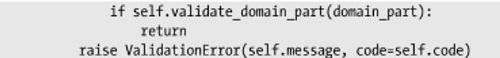 if self.validate_domain_part(domain_part):
return
raise ValidationError(self.message, code=self.code)